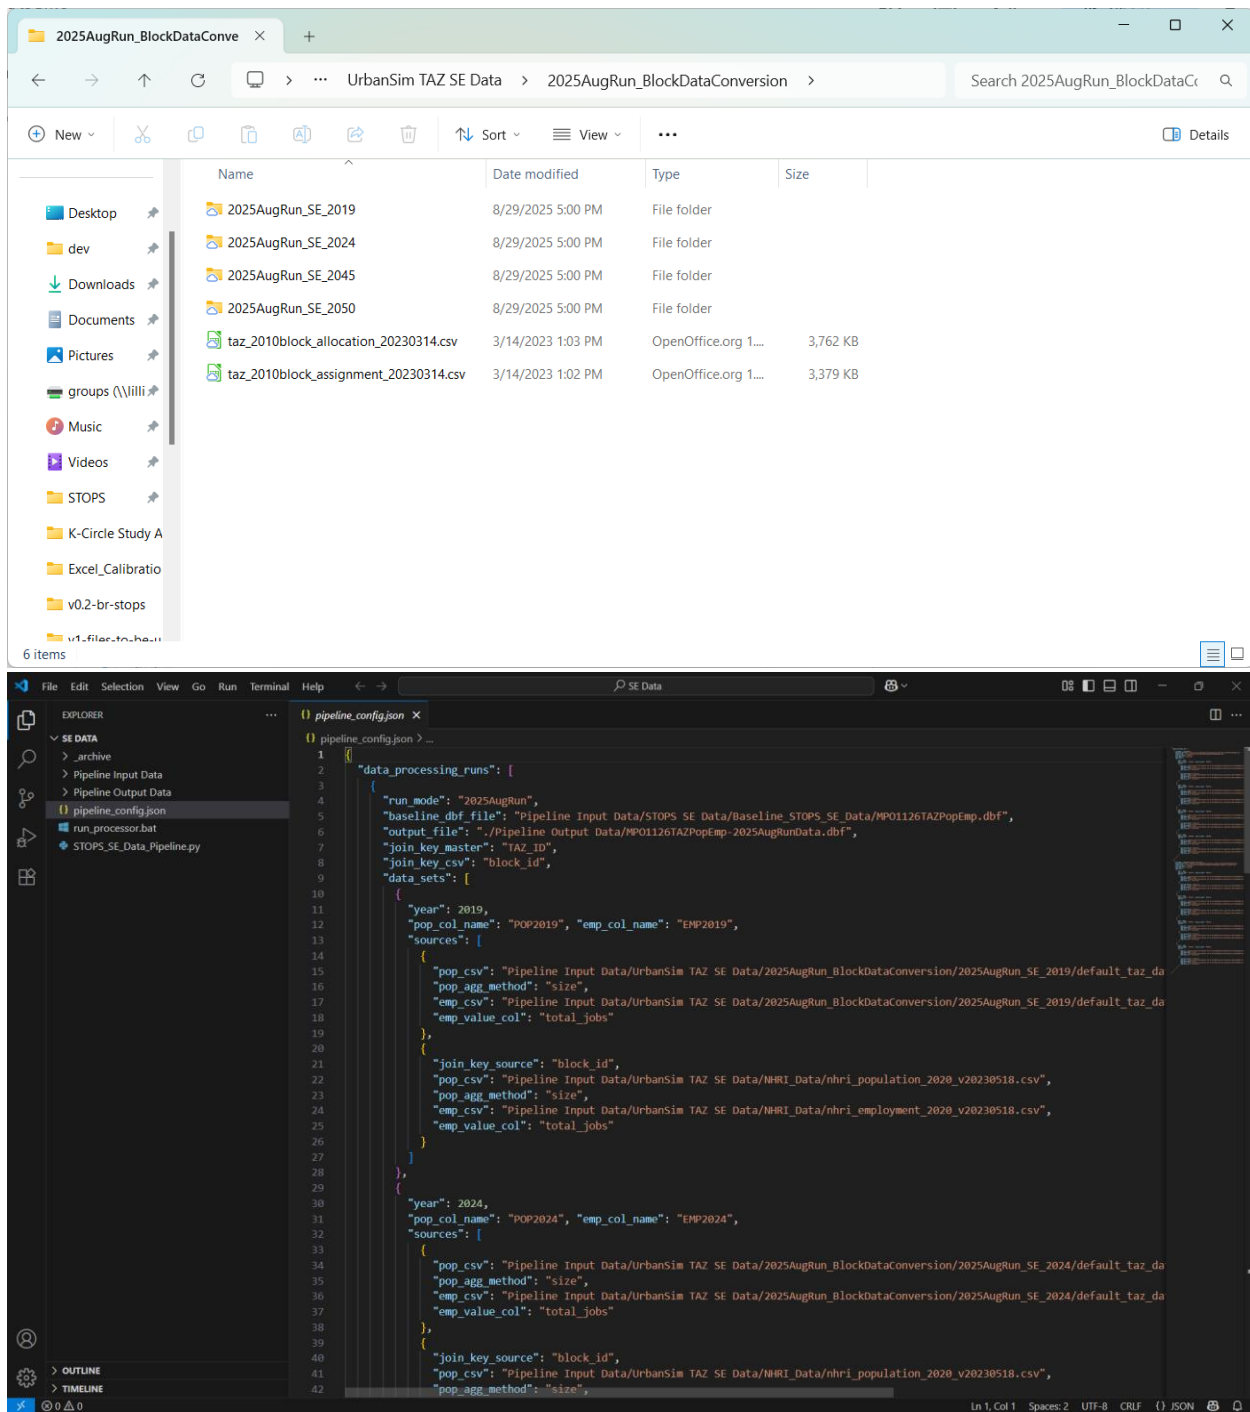 2025AugRun_BlockDataConve
UrbanSim TAZ SE Data > 2025AugRun_BlockDataConversion >
Search 2025AugRun_BlockDataCo
New
Sort
View
Details
Name
Date modified
Type
Size
2025AugRun_SE_2019 8/29/2025 5:00 PM File folder
2025AugRun_SE_2024 8/29/2025 5:00 PM File folder
2025AugRun_SE_2045 8/29/2025 5:00 PM File folder
2025AugRun_SE_2050 8/29/2025 5:00 PM File folder
taz_2010block_allocation_20230314.csv 3/14/2023 1:03 PM OpenOffice.org 1.... 3,762 KB
taz_2010block_assignment_20230314.csv 3/14/2023 1:02 PM OpenOffice.org 1.... 3,379 KB
Desktop
dev
Downloads
Documents
Pictures
groups (\\lilli
Music
Videos
STOPS
K-Circle Study A
Excel_Calibratio
v0.2-br-stops
v1-files-to-be-u
6 items
File Edit Selection View Go Run Terminal Help
SE Data
EXPLORER
SE DATA
_archive
Pipeline Input Data
Pipeline Output Data
pipeline_config.json
run_processor.bat
STOPS_SE_Data_Pipeline.py
OUTLINE
TIMELINE
{} pipeline_config.json
{} pipeline_config.json > ...
1 {
2 "data_processing_runs": [
3 {
4 "run_mode": "2025AugRun",
5 "baseline_dbf_file": "Pipeline Input Data/STOPS SE Data/Baseline_STOPS_SE_Data/MPO1126TAZPopEmp.dbf",
6 "output_file": "./Pipeline Output Data/MPO1126TAZPopEmp-2025AugRunData.dbf",
7 "join_key_master": "TAZ_ID",
8 "join_key_csv": "block_id",
9 "data_sets": [
10 {
11 "year": 2019,
12 "pop_col_name": "POP2019", "emp_col_name": "EMP2019",
13 "sources": [
14 {
15 "pop_csv": "Pipeline Input Data/UrbanSim TAZ SE Data/2025AugRun_BlockDataConversion/2025AugRun_SE_2019/default_taz_da
16 "pop_agg_method": "size",
17 "emp_csv": "Pipeline Input Data/UrbanSim TAZ SE Data/2025AugRun_BlockDataConversion/2025AugRun_SE_2019/default_taz_da
18 "emp_value_col": "total_jobs"
19 },
20 {
21 "join_key_source": "block_id",
22 "pop_csv": "Pipeline Input Data/UrbanSim TAZ SE Data/NHRI_Data/nhri_population_2020_v20230518.csv",
23 "pop_agg_method": "size",
24 "emp_csv": "Pipeline Input Data/UrbanSim TAZ SE Data/NHRI_Data/nhri_employment_2020_v20230518.csv",
25 "emp_value_col": "total_jobs"
26 }
27 ]
28 },
29 {
30 "year": 2024,
31 "pop_col_name": "POP2024", "emp_col_name": "EMP2024",
32 "sources": [
33 {
34 "pop_csv": "Pipeline Input Data/UrbanSim TAZ SE Data/2025AugRun_BlockDataConversion/2025AugRun_SE_2024/default_taz_da
35 "pop_agg_method": "size",
36 "emp_csv": "Pipeline Input Data/UrbanSim TAZ SE Data/2025AugRun_BlockDataConversion/2025AugRun_SE_2024/default_taz_da
37 "emp_value_col": "total_jobs"
38 },
39 {
40 "join_key_source": "block_id",
41 "pop_csv": "Pipeline Input Data/UrbanSim TAZ SE Data/NHRI_Data/nhri_population_2020_v20230518.csv",
42 "pop_agg_method": "size",
0 0
Ln 1, Col 1 Spaces: 2 UTF-8 CRLF {} JSON